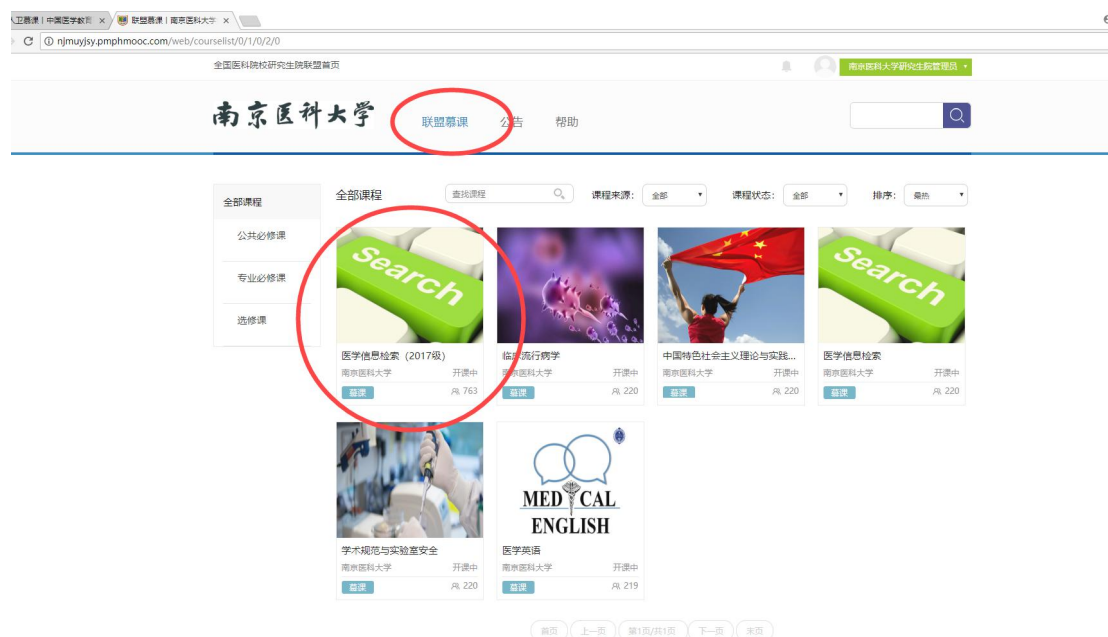 卫慕课 | 中国医学教育 × 联盟慕课 | 南京医科大学 ×
njmuyjsy.pmphmooc.com/web/courselist/0/1/0/2/0
全国医科院校研究生院联盟首页 南京医科大学研究生院管理员
南京医科大学 联盟慕课 公告 帮助
全部课程 全部课程 查找课程 课程来源: 全部 课程状态: 全部 排序: 最热
公共必修课
专业必修课
选修课
Search Search
医学信息检索（2017级） 临床流行病学 中国特色社会主义理论与实践... 医学信息检索
南京医科大学 开课中 南京医科大学 开课中 南京医科大学 开课中 南京医科大学 开课中
慕课 763 慕课 220 慕课 220 慕课 220
MEDICAL
ENGLISH
学术规范与实验室安全 医学英语
南京医科大学 开课中 南京医科大学 开课中
慕课 220 慕课 219
首页 上一页 第1页/共1页 下一页 末页